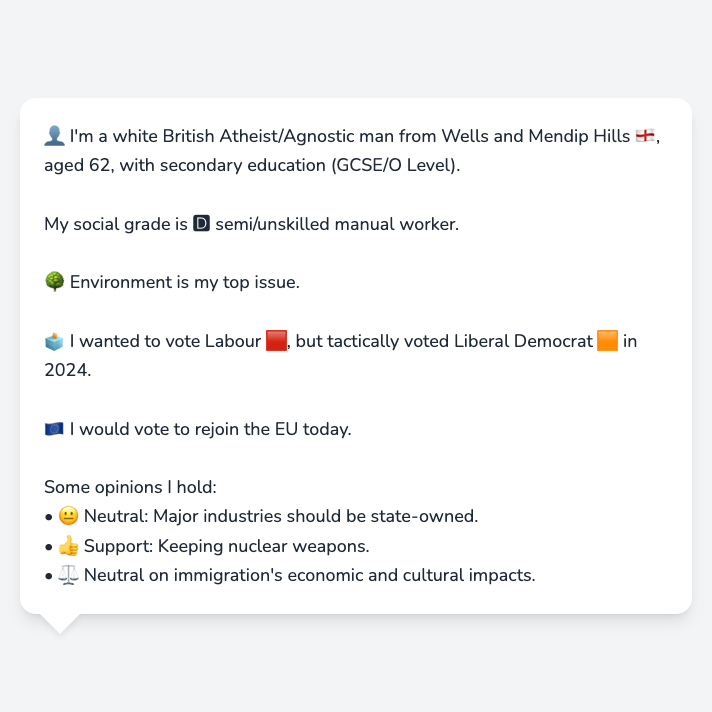 👤 I'm a white British Atheist/Agnostic man from Wells and Mendip Hills 🏴󠁧󠁢󠁥󠁮󠁧󠁿,
aged 62, with secondary education (GCSE/O Level).
My social grade is 🅳 semi/unskilled manual worker.
🌳 Environment is my top issue.
🗳️ I wanted to vote Labour 🟥, but tactically voted Liberal Democrat 🟧 in
2024.
🇪🇺 I would vote to rejoin the EU today.
Some opinions I hold:
• 😐 Neutral: Major industries should be state-owned.
• 👍 Support: Keeping nuclear weapons.
• ⚖️ Neutral on immigration's economic and cultural impacts.